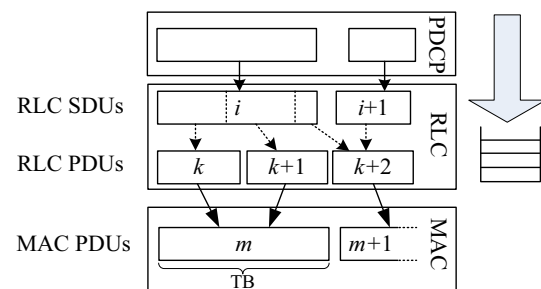 PDCP
RLC SDUs
i
i+1
RLC
RLC PDUs
k
k+1
k+2
MAC PDUs
m
m+1
MAC
TB